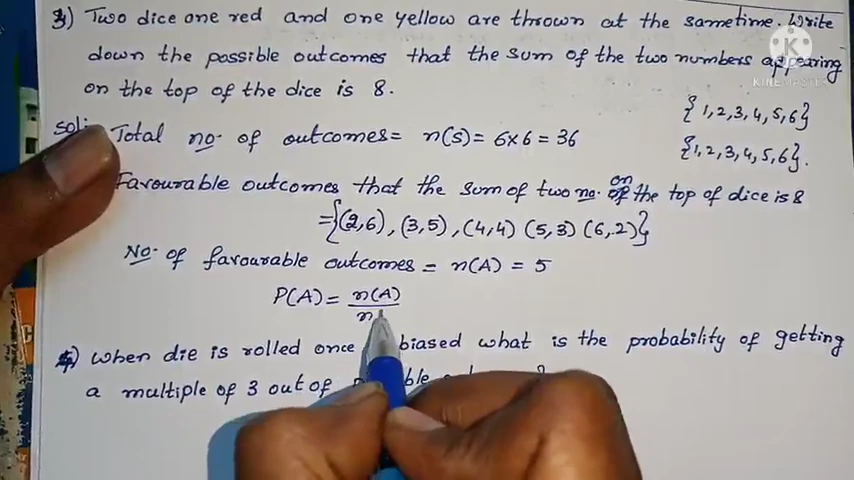 3) Two dice one red and one yellow are thrown at the sametime. Write
down the possible outcomes that the sum of the two numbers appearing
on the top of the dice is 8.
{1,2,3,4,5,6}
soln: Total no. of outcomes = n(s) = 6x6 = 36
{1,2,3,4,5,6}.
Favourable outcomes that the sum of two no. on the top of dice is 8
={(2,6), (3,5), (4,4) (5,3) (6,2)}
No. of favourable outcomes = n(A) = 5
P(A) = n(A)
n
4) When die is rolled once biased what is the probability of getting
a multiple of 3 out of
KINEMASTER